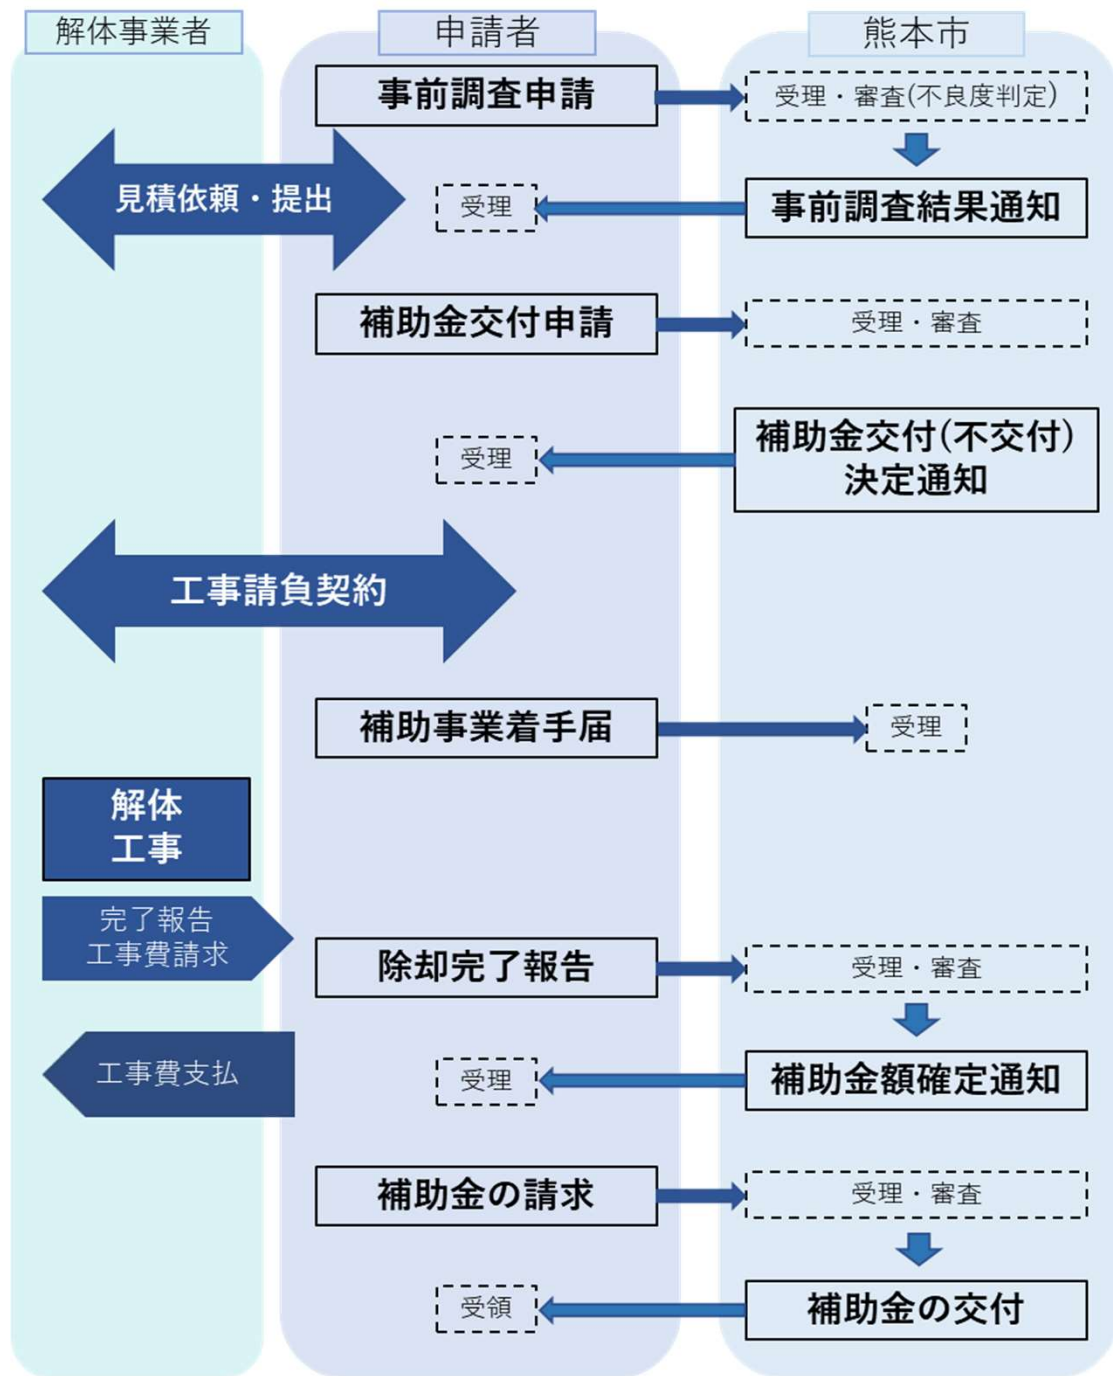 解体事業者
申請者
熊本市
事前調査申請
受理・審査(不良度判定)
見積依頼・提出
受理
事前調査結果通知
補助金交付申請
受理・審査
補助金交付(不交付)
決定通知
受理
工事請負契約
補助事業着手届
受理
解体
工事
完了報告
工事費請求
除却完了報告
受理・審査
工事費支払
受理
補助金額確定通知
補助金の請求
受理・審査
受領
補助金の交付